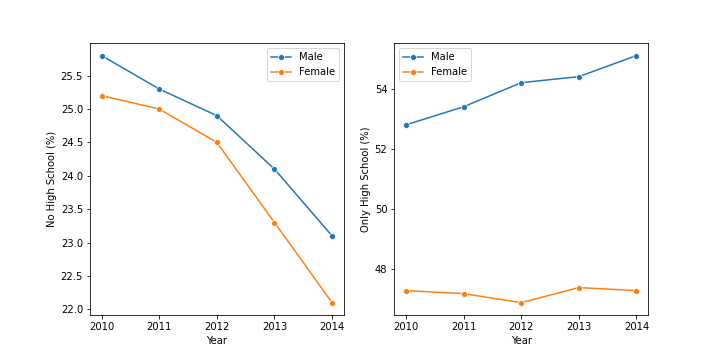 Male
Female
25.5
25.0
24.5
24.0
23.5
23.0
22.5
22.0
No High School (%)
2010 2011 2012 2013 2014
Year
Male
Female
54
52
50
48
Only High School (%)
2010 2011 2012 2013 2014
Year